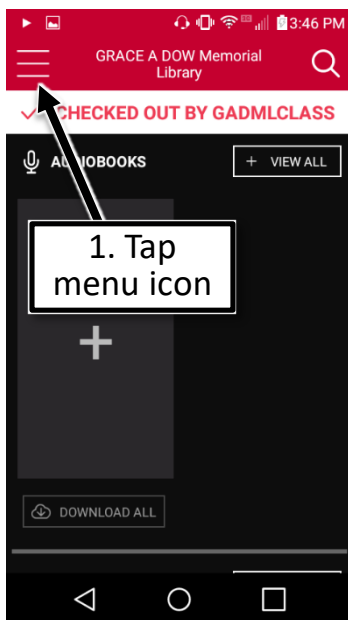 3:46 PM
GRACE A DOW Memorial
Library
CHECKED OUT BY GADMLCLASS
AUDIOBOOKS
+ VIEW ALL
1. Tap
menu icon
DOWNLOAD ALL